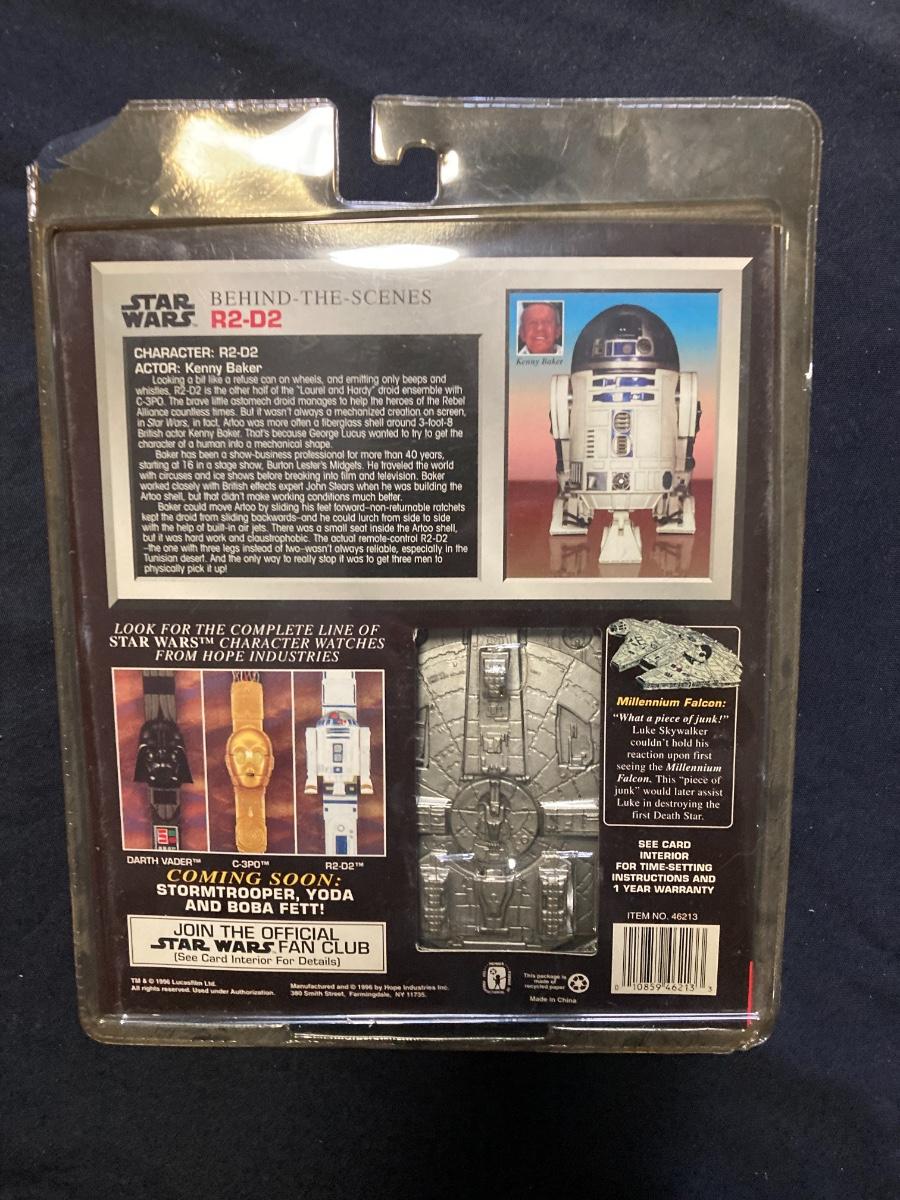 STAR WARS™
BEHIND-THE-SCENES
R2-D2
CHARACTER: R2-D2
ACTOR: Kenny Baker
Looking a bit like a refuse can on wheels, and emitting only beeps and
whistles, R2-D2 is the other half of the "Laurel and Hardy" droid ensemble with
C-3PO. The brave little astomech droid manages to help the heroes of the Rebel
Alliance countless times. But it wasn't always a mechanized creation on screen,
in Star Wars, in fact, Artoo was more often a fiberglass shell around 3-foot-8
British actor Kenny Baker. That's because George Lucus wanted to try to get the
character of a human into a mechanical shape.
Baker has been a show-business professional for more than 40 years,
starting at 16 in a stage show, Burton Lester's Midgets. He traveled the world
with circuses and ice shows before breaking into film and television. Baker
worked closely with British effects expert John Stears when he was building the
Artoo shell, but that didn't make working conditions much better.
Baker could move Artoo by sliding his feet forward–non-returnable ratchets
kept the droid from sliding backwards–and he could lurch from side to side
with the help of built-in air jets. There was a small seat inside the Artoo shell,
but it was hard work and claustrophobic. The actual remote-control R2-D2
–the one with three legs instead of two–wasn't always reliable, especially in the
Tunisian desert. And the only way to really stop it was to get three men to
physically pick it up!
Kenny Baker
LOOK FOR THE COMPLETE LINE OF
STAR WARS™ CHARACTER WATCHES
FROM HOPE INDUSTRIES
DARTH VADER™
C-3PO™
R2-D2™
COMING SOON:
STORMTROOPER, YODA
AND BOBA FETT!
JOIN THE OFFICIAL
STAR WARS FAN CLUB
(See Card Interior For Details)
TM & © 1996 Lucasfilm Ltd.
All rights reserved. Used under Authorization.
Manufactured and © 1996 by Hope Industries Inc.
380 Smith Street, Farmingdale, NY 11735.
Millennium Falcon:
"What a piece of junk!"
Luke Skywalker
couldn't hold his
reaction upon first
seeing the Millennium
Falcon. This "piece of
junk" would later assist
Luke in destroying the
first Death Star.
SEE CARD
INTERIOR
FOR TIME-SETTING
INSTRUCTIONS AND
1 YEAR WARRANTY
ITEM NO. 46213
0 10859 46213 3
This package is
made of
recycled paper
Made in China